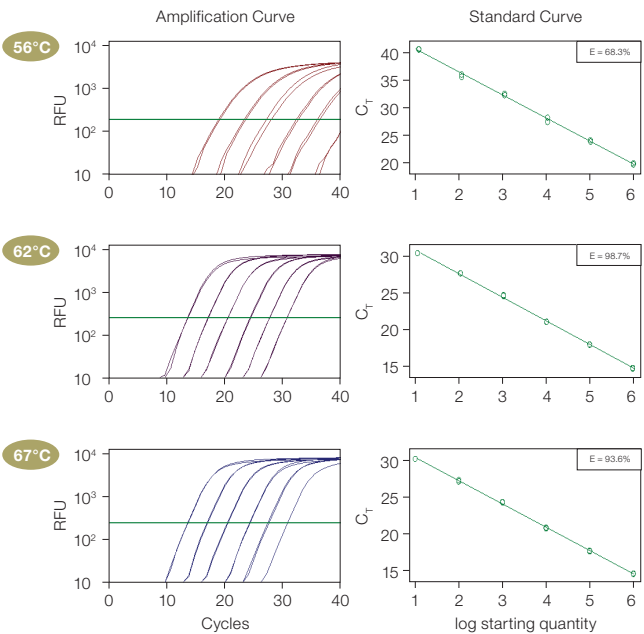 Amplification Curve
Standard Curve
56°C
RFU
10⁴
10³
10²
10
0 10 20 30 40
C_T
40
35
30
25
20
E = 68.3%
1 2 3 4 5 6
62°C
RFU
10⁴
10³
10²
10
0 10 20 30 40
C_T
30
25
20
15
E = 98.7%
1 2 3 4 5 6
67°C
RFU
10⁴
10³
10²
10
0 10 20 30 40
Cycles
C_T
30
25
20
15
E = 93.6%
1 2 3 4 5 6
log starting quantity